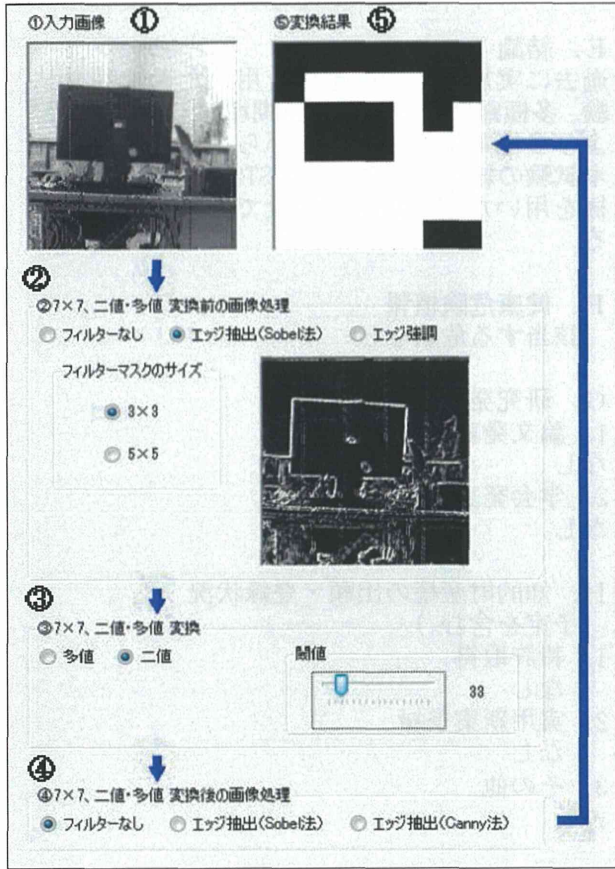 ①入力画像 ①
⑤変換結果 ⑤
②
②7×7、二値・多値 変換前の画像処理
フィルターなし エッジ抽出(Sobel法) エッジ強調
フィルターマスクのサイズ
3×3
5×5
③
③7×7、二値・多値 変換
多値 二値
閾値
33
④
④7×7、二値・多値 変換後の画像処理
フィルターなし エッジ抽出(Sobel法) エッジ抽出(Canny法)